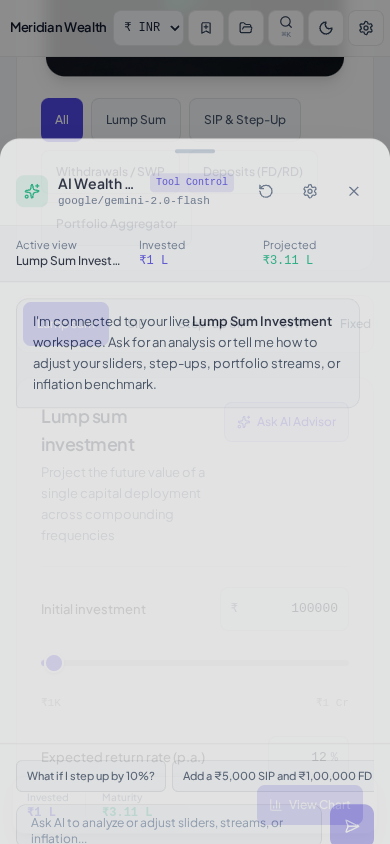 Meridian Wealth
₹ INR
⌘K
All
Lump Sum
SIP & Step-Up
Withdrawals / SWP
Deposits (FD/RD)
Portfolio Aggregator
AI Wealth ...
Tool Control
google/gemini-2.0-flash
Active view
Invested
Projected
Lump Sum Invest...
₹1 L
₹3.11 L
I'm connected to your live Lump Sum Investment
workspace. Ask for an analysis or tell me how to
adjust your sliders, step-ups, portfolio streams, or
inflation benchmark.
Fixed
Lump sum
investment
Ask AI Advisor
Project the future value of a
single capital deployment
across compounding
frequencies
Initial investment
₹
100000
₹1K
₹1 Cr
Expected return rate (p.a.)
12 %
What if I step up by 10%?
Add a ₹5,000 SIP and ₹1,00,000 FD
Invested
Maturity
₹1 L
₹3.11 L
View Chart
Ask AI to analyze or adjust sliders, streams, or
inflation...